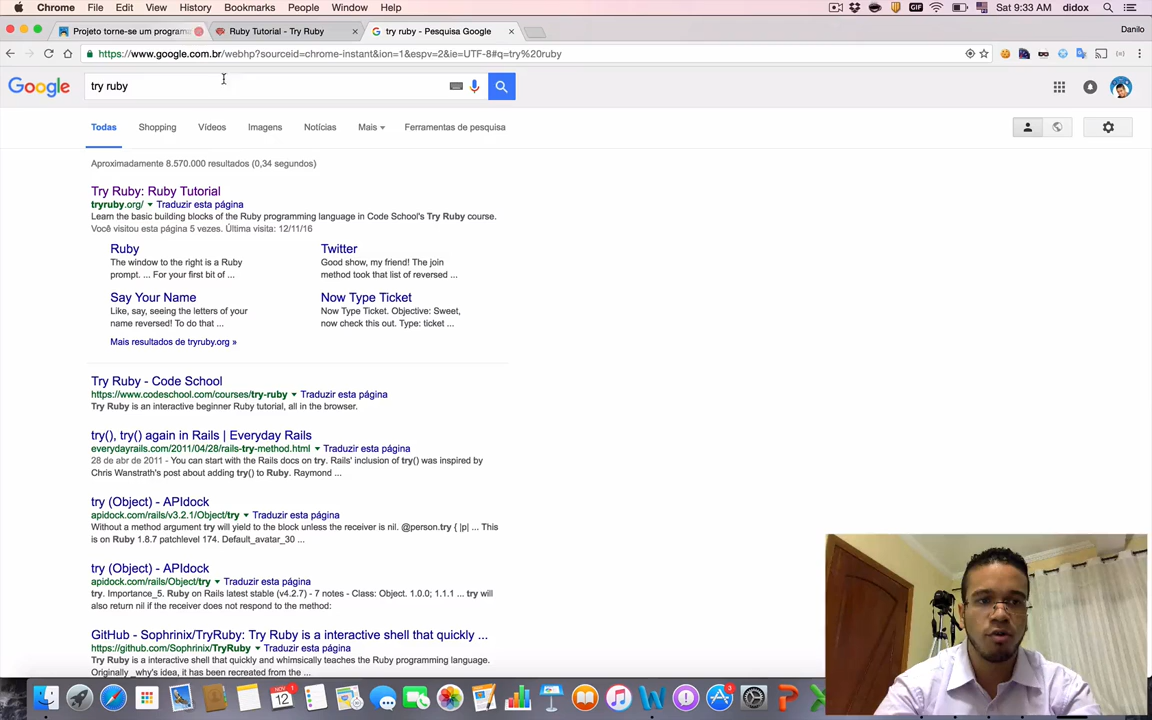 Chrome File Edit View History Bookmarks People Window Help
GIF Sat 9:33 AM didox
Projeto torne-se um programa
Ruby Tutorial - Try Ruby
try ruby - Pesquisa Google
Danilo
https://www.google.com.br/webhp?sourceid=chrome-instant&ion=1&espv=2&ie=UTF-8#q=try%20ruby
Google
try ruby
Todas Shopping Vídeos Imagens Notícias Mais Ferramentas de pesquisa
Aproximadamente 8.570.000 resultados (0,34 segundos)
Try Ruby: Ruby Tutorial
tryruby.org/ Traduzir esta página
Learn the basic building blocks of the Ruby programming language in Code School's Try Ruby course.
Você visitou esta página 5 vezes. Última visita: 12/11/16
Ruby
The window to the right is a Ruby
prompt. ... For your first bit of ...
Twitter
Good show, my friend! The join
method took that list of reversed ...
Say Your Name
Like, say, seeing the letters of your
name reversed! To do that ...
Now Type Ticket
Now Type Ticket. Objective: Sweet,
now check this out. Type: ticket ...
Mais resultados de tryruby.org »
Try Ruby - Code School
https://www.codeschool.com/courses/try-ruby Traduzir esta página
Try Ruby is an interactive beginner Ruby tutorial, all in the browser.
try(), try() again in Rails | Everyday Rails
everydayrails.com/2011/04/28/rails-try-method.html Traduzir esta página
28 de abr de 2011 - You can start with the Rails docs on try. Rails' inclusion of try() was inspired by
Chris Wanstrath's post about adding try() to Ruby. Raymond ...
try (Object) - APIdock
apidock.com/rails/v3.2.1/Object/try Traduzir esta página
Without a method argument try will yield to the block unless the receiver is nil. @person.try { |p| ... This
is on Ruby 1.8.7 patchlevel 174. Default_avatar_30 ...
try (Object) - APIdock
apidock.com/rails/Object/try Traduzir esta página
try. Importance_5. Ruby on Rails latest stable (v4.2.7) - 7 notes - Class: Object. 1.0.0; 1.1.1 ... try will
also return nil if the receiver does not respond to the method:
GitHub - Sophrinix/TryRuby: Try Ruby is a interactive shell that quickly ...
https://github.com/Sophrinix/TryRuby Traduzir esta página
Try Ruby is a interactive shell that quickly and whimsically teaches the Ruby programming language.
Originally _why's idea, it has been recreated from the ...
NOV
12
1
3